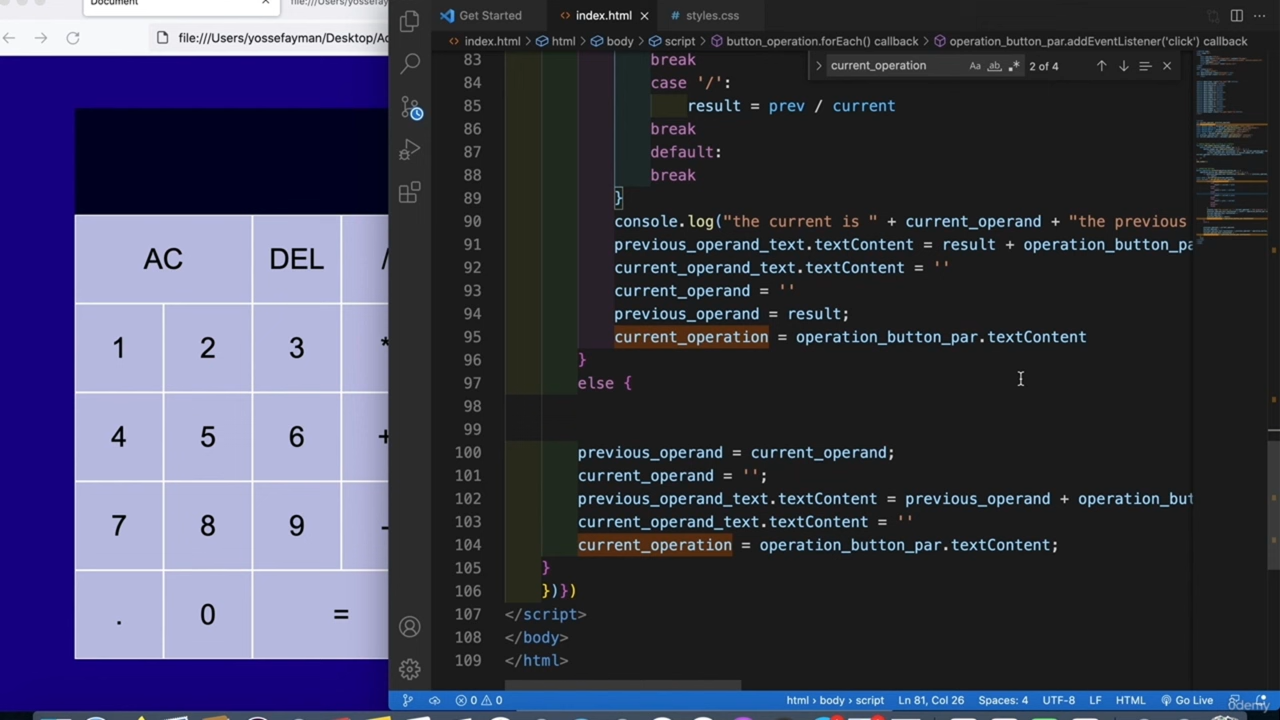 Document
file:///Users/yossefayman
file:///Users/yossefayman/Desktop/Ac
AC
DEL
/
1
2
3
*
4
5
6
+
7
8
9
-
.
0
=
Get Started
index.html
styles.css
index.html > html > body > script > button_operation.forEach() callback > operation_button_par.addEventListener('click') callback
current_operation
Aa
ab
2 of 4
83 break
84 case '/':
85 result = prev / current
86 break
87 default:
88 break
89 }
90 console.log("the current is " + current_operand + "the previous
91 previous_operand_text.textContent = result + operation_button_pa
92 current_operand_text.textContent = ''
93 current_operand = ''
94 previous_operand = result;
95 current_operation = operation_button_par.textContent
96 }
97 else {
98
99
100 previous_operand = current_operand;
101 current_operand = '';
102 previous_operand_text.textContent = previous_operand + operation_but
103 current_operand_text.textContent = ''
104 current_operation = operation_button_par.textContent;
105 }
106 })})
107 </script>
108 </body>
109 </html>
0 0
html > body > script
Ln 81, Col 26
Spaces: 4
UTF-8
LF
HTML
Go Live
udemy